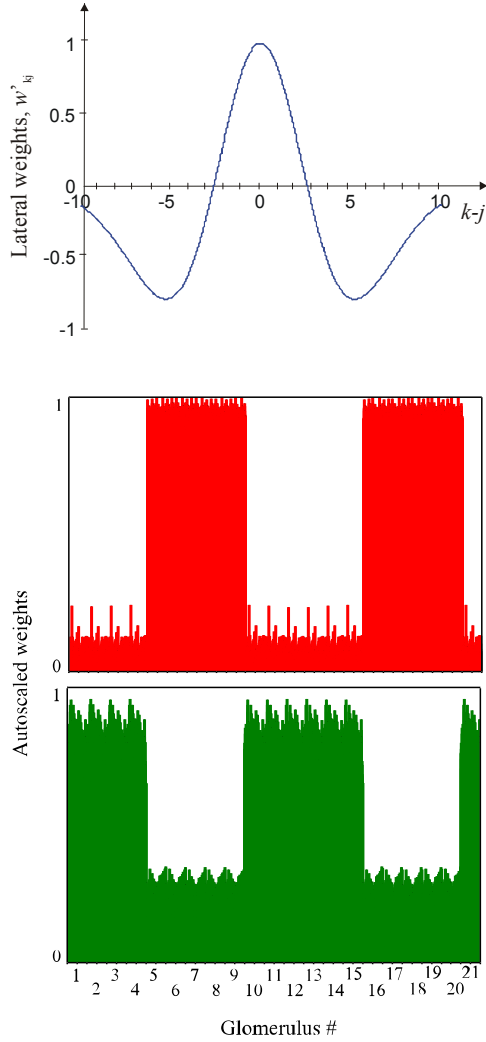 Lateral weights, w'kj
1
0.5
0
-0.5
-1
-10 -5 0 5 10
k-j
Autoscaled weights
1
0
1
0
1 3 5 7 9 11 13 15 17 19 21
2 4 6 8 10 12 14 16 18 20
Glomerulus #